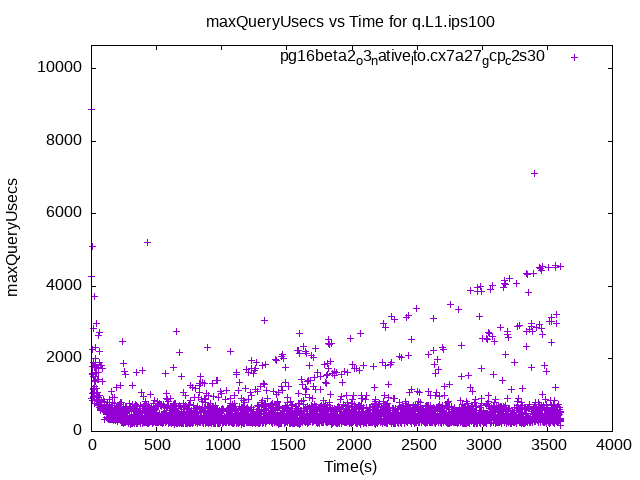 maxQueryUsecs vs Time for q.L1.ips100
pg16beta2_o3_native_lto.cx7a27_gcp_c2s30
10000
8000
6000
4000
2000
0
maxQueryUsecs
0 500 1000 1500 2000 2500 3000 3500 4000
Time(s)